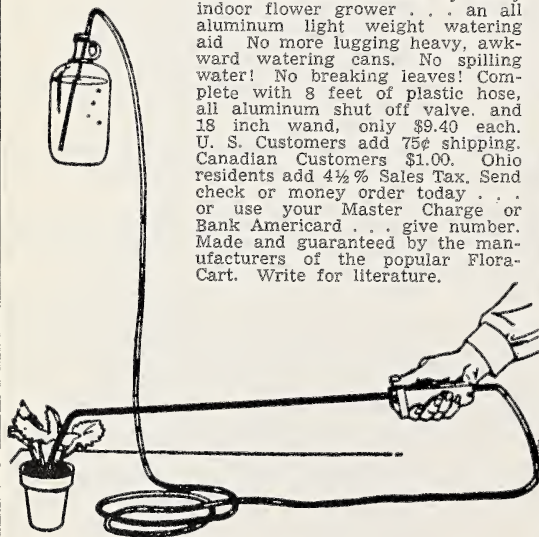 indoor flower grower . . . an all
aluminum light weight watering
aid No more lugging heavy, awk-
ward watering cans. No spilling
water! No breaking leaves! Com-
plete with 8 feet of plastic hose,
all aluminum shut off valve. and
18 inch wand, only $9.40 each.
U. S. Customers add 75¢ shipping.
Canadian Customers $1.00. Ohio
residents add 4½% Sales Tax. Send
check or money order today . . .
or use your Master Charge or
Bank Americard . . . give number.
Made and guaranteed by the man-
ufacturers of the popular Flora-
Cart. Write for literature.